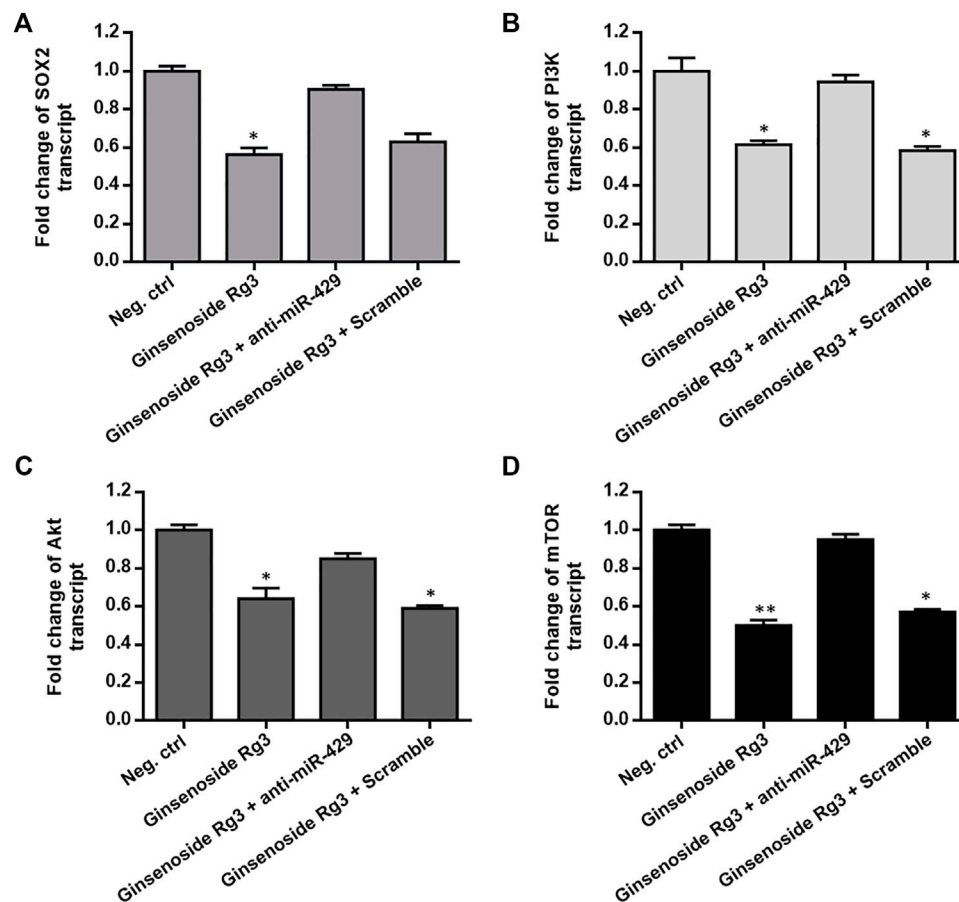 A
Fold change of SOX2
transcript
1.2
1.0
0.8
0.6
0.4
0.2
0.0
*
Neg. ctrl
Ginsenoside Rg3
Ginsenoside Rg3 + anti-miR-429
Ginsenoside Rg3 + Scramble
B
Fold change of PI3K
transcript
1.2
1.0
0.8
0.6
0.4
0.2
0.0
*
*
Neg. ctrl
Ginsenoside Rg3
Ginsenoside Rg3 + anti-miR-429
Ginsenoside Rg3 + Scramble
C
Fold change of Akt
transcript
1.2
1.0
0.8
0.6
0.4
0.2
0.0
*
*
Neg. ctrl
Ginsenoside Rg3
Ginsenoside Rg3 + anti-miR-429
Ginsenoside Rg3 + Scramble
D
Fold change of mTOR
transcript
1.2
1.0
0.8
0.6
0.4
0.2
0.0
**
*
Neg. ctrl
Ginsenoside Rg3
Ginsenoside Rg3 + anti-miR-429
Ginsenoside Rg3 + Scramble